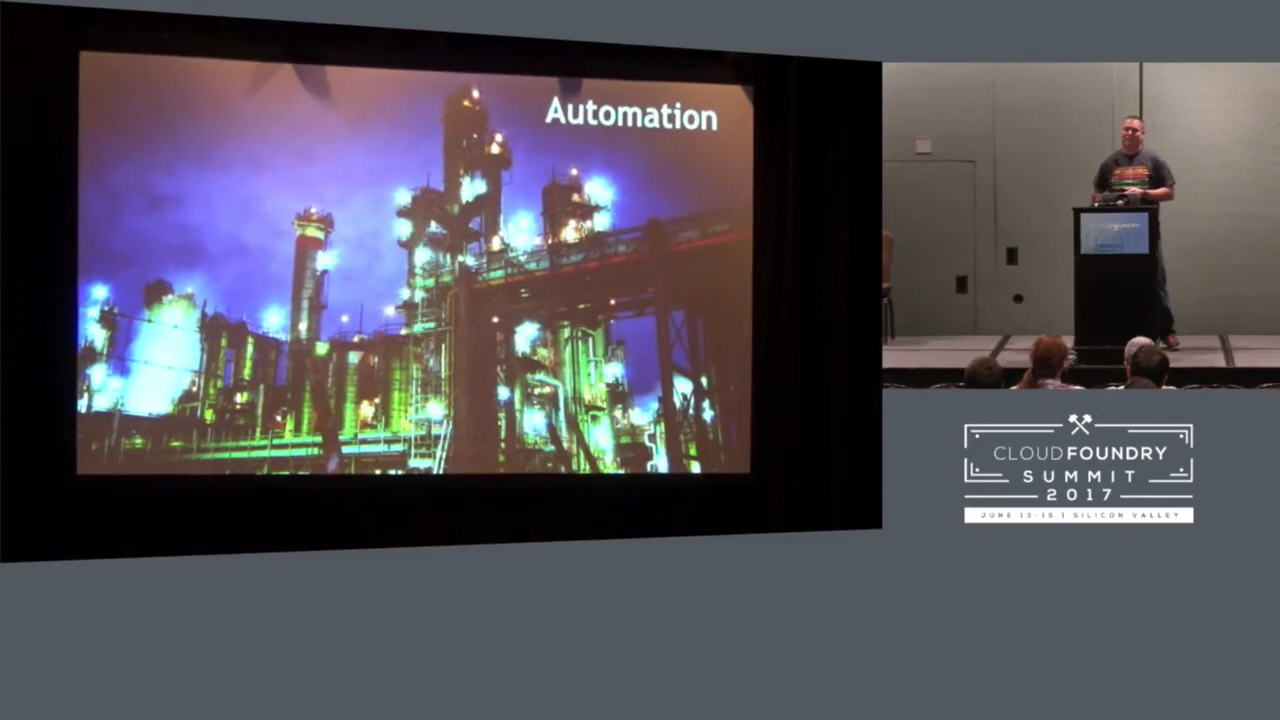 Automation
CLOUDFOUNDRY
SUMMIT
2017
JUNE 13-15 | SILICON VALLEY